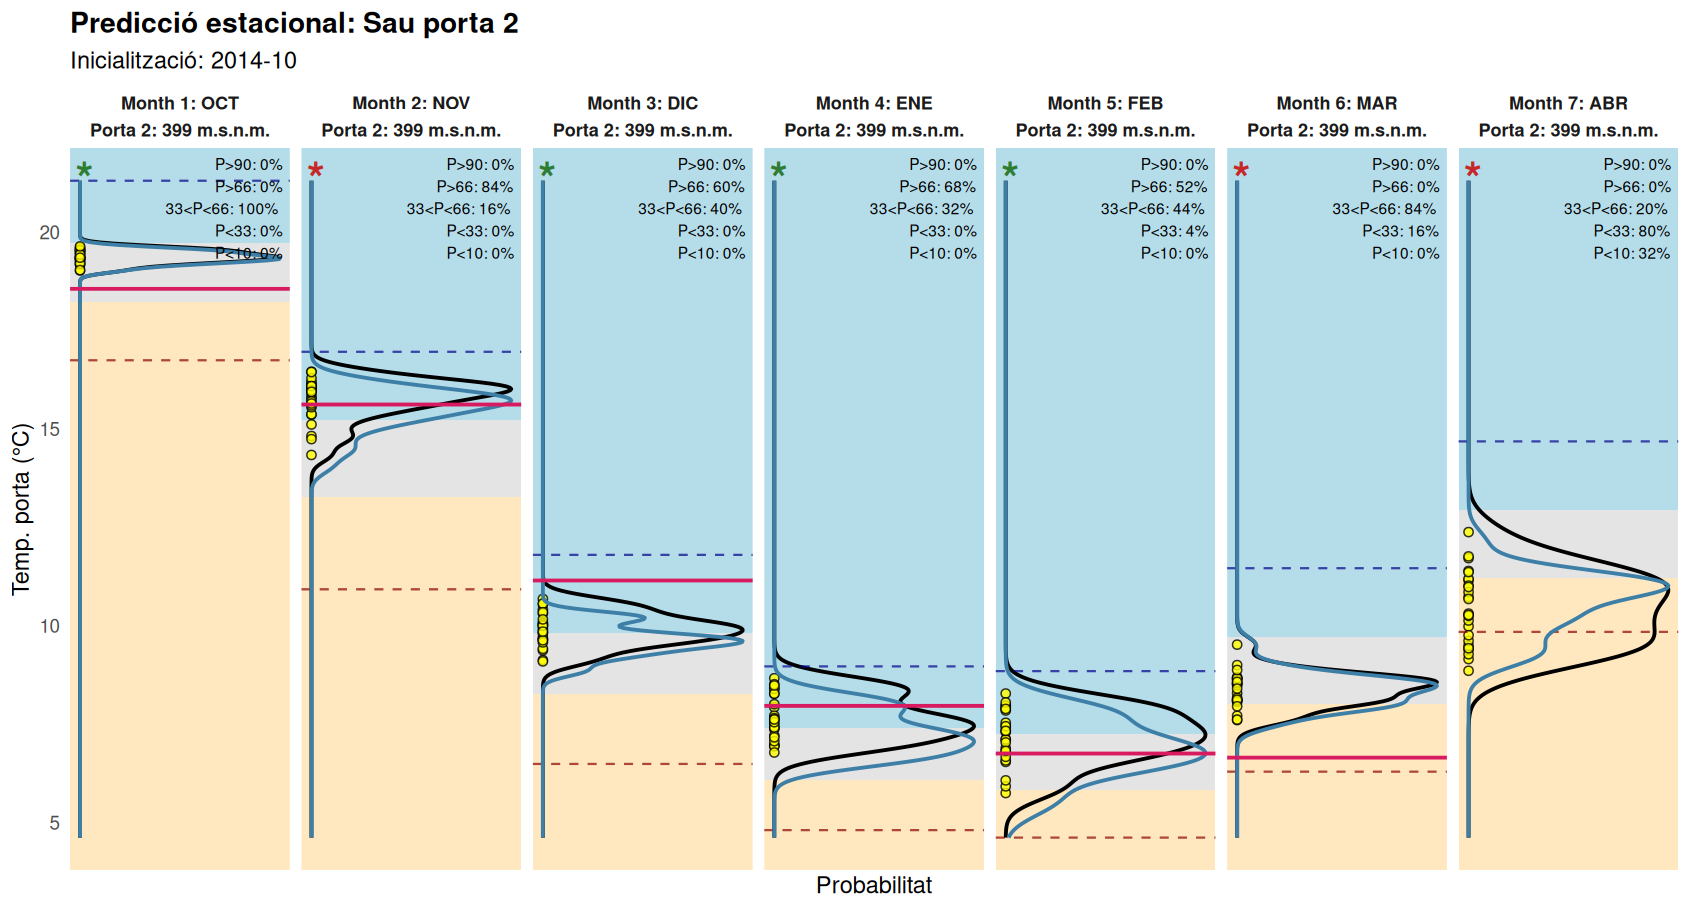 Predicció estacional: Sau porta 2
Inicialització: 2014-10
Month 1: OCT
Porta 2: 399 m.s.n.m.
Month 2: NOV
Porta 2: 399 m.s.n.m.
Month 3: DIC
Porta 2: 399 m.s.n.m.
Month 4: ENE
Porta 2: 399 m.s.n.m.
Month 5: FEB
Porta 2: 399 m.s.n.m.
Month 6: MAR
Porta 2: 399 m.s.n.m.
Month 7: ABR
Porta 2: 399 m.s.n.m.
*
P>90: 0%
P>66: 0%
33<P<66: 100%
P<33: 0%
P<10: 0%
*
P>90: 0%
P>66: 84%
33<P<66: 16%
P<33: 0%
P<10: 0%
*
P>90: 0%
P>66: 60%
33<P<66: 40%
P<33: 0%
P<10: 0%
*
P>90: 0%
P>66: 68%
33<P<66: 32%
P<33: 0%
P<10: 0%
*
P>90: 0%
P>66: 52%
33<P<66: 44%
P<33: 4%
P<10: 0%
*
P>90: 0%
P>66: 0%
33<P<66: 84%
P<33: 16%
P<10: 0%
*
P>90: 0%
P>66: 0%
33<P<66: 20%
P<33: 80%
P<10: 32%
20
15
10
5
Temp. porta (°C)
Probabilitat